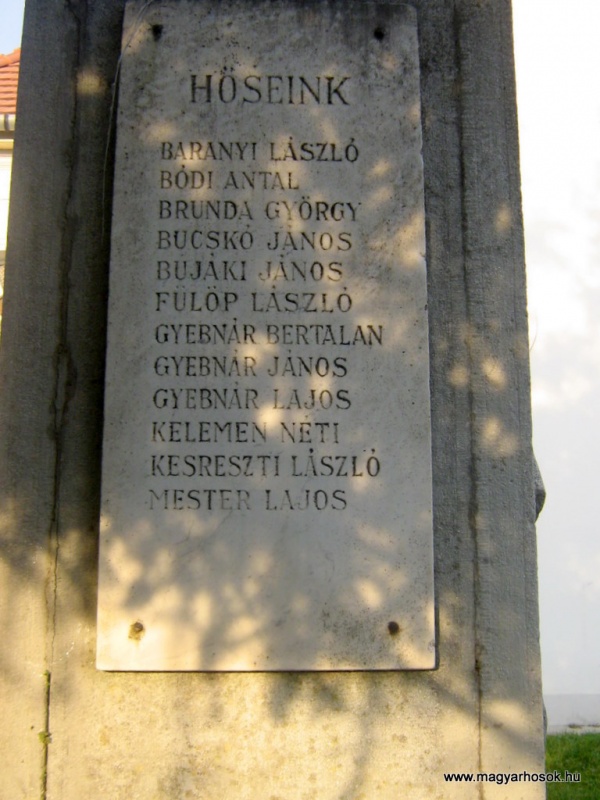 HŐSEINK
BARANYI LÁSZLÓ
BÓDI ANTAL
BRUNDA GYÖRGY
BUCSKÓ JÁNOS
BUJÁKI JÁNOS
FÜLÖP LÁSZLÓ
GYEBNÁR BERTALAN
GYEBNÁR JÁNOS
GYEBNÁR LAJOS
KELEMEN NÉTI
KESRESZTI LÁSZLÓ
MESTER LAJOS
www.magyarhosok.hu